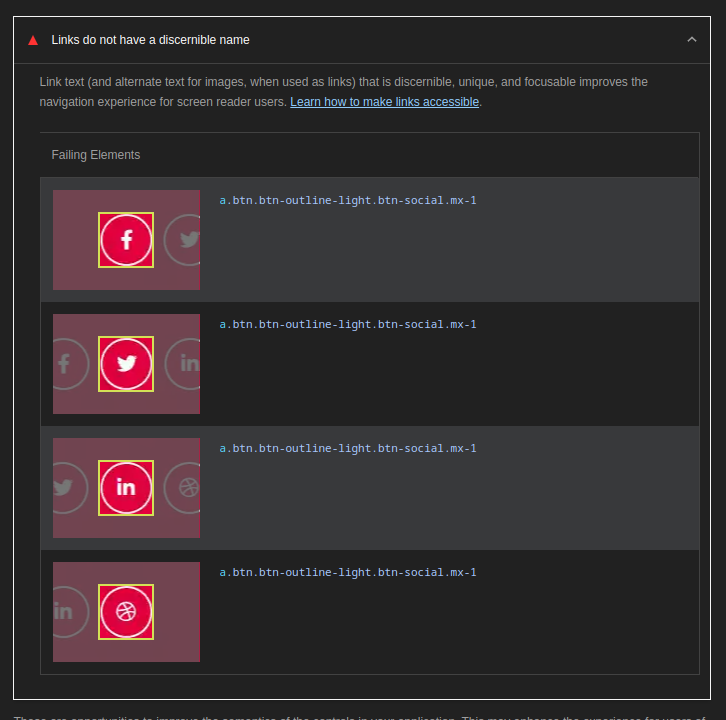 Links do not have a discernible name
Link text (and alternate text for images, when used as links) that is discernible, unique, and focusable improves the
navigation experience for screen reader users. Learn how to make links accessible.
Failing Elements
a.btn.btn-outline-light.btn-social.mx-1
a.btn.btn-outline-light.btn-social.mx-1
a.btn.btn-outline-light.btn-social.mx-1
a.btn.btn-outline-light.btn-social.mx-1